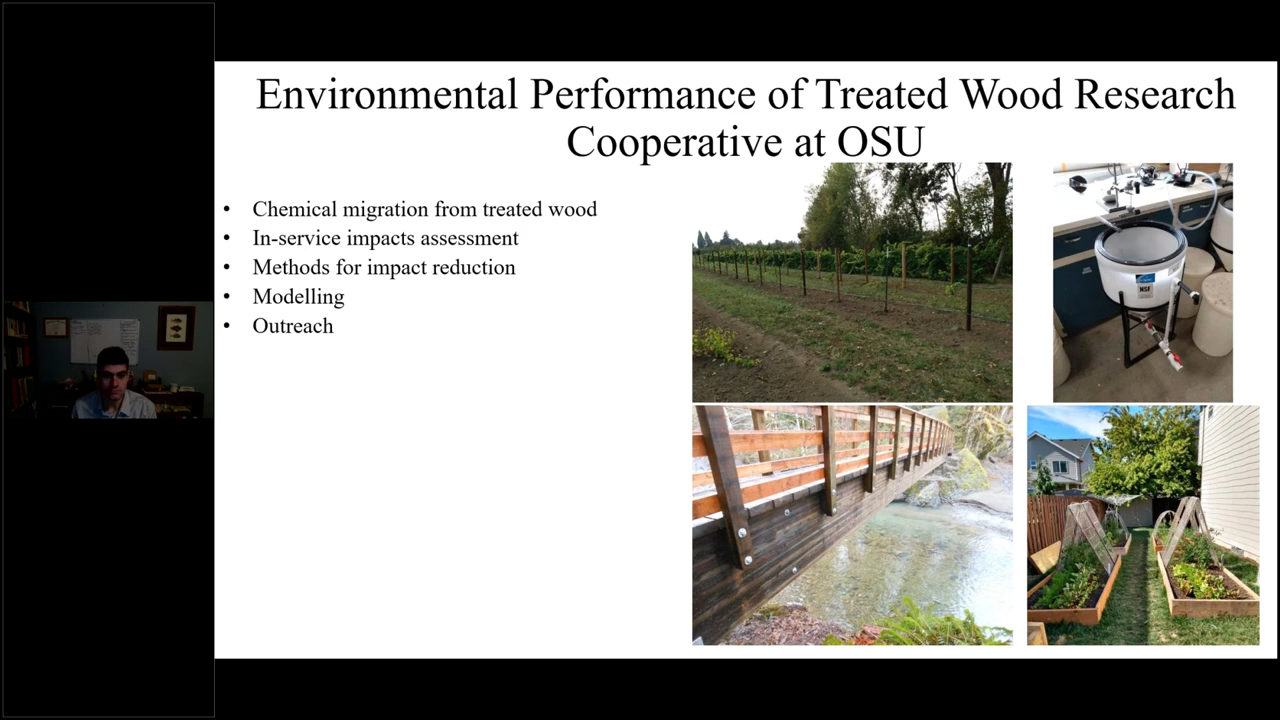 Environmental Performance of Treated Wood Research
Cooperative at OSU
• Chemical migration from treated wood
• In-service impacts assessment
• Methods for impact reduction
• Modelling
• Outreach
NSF